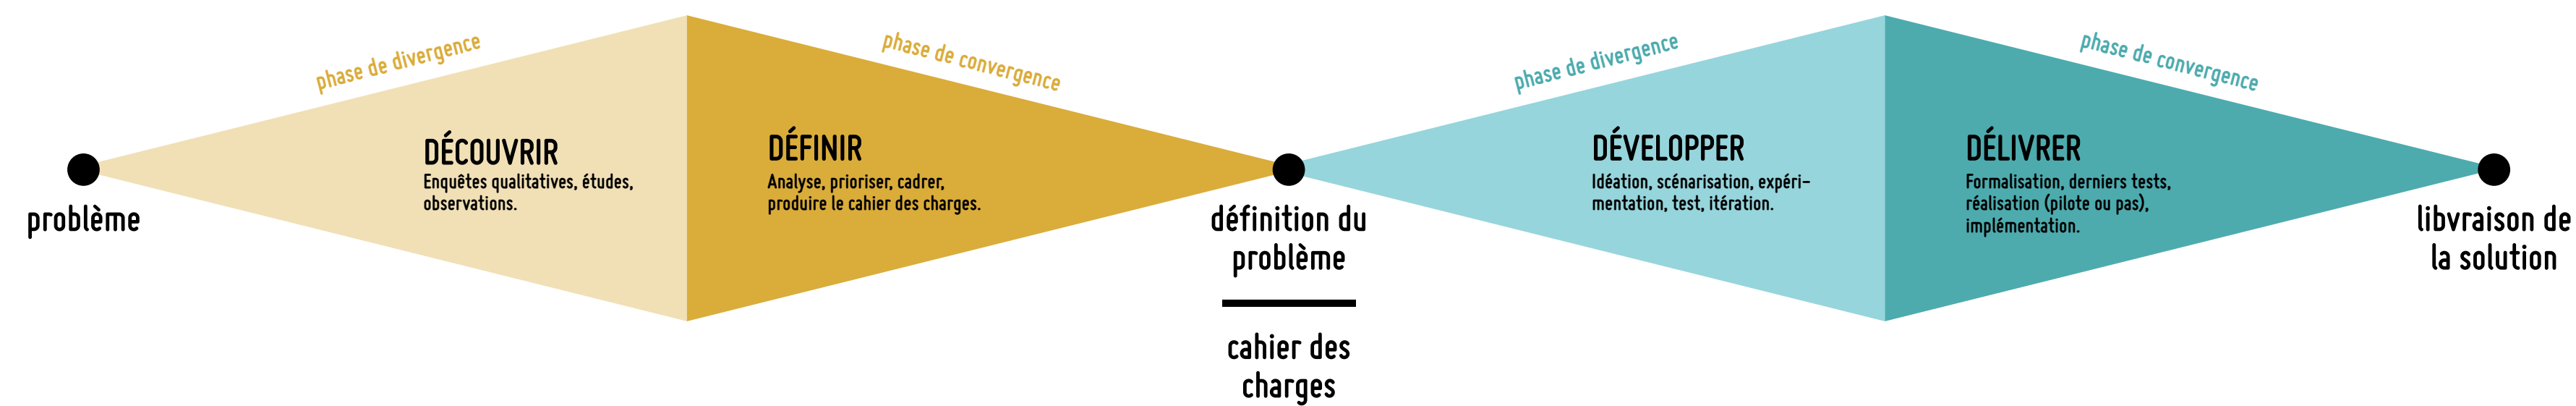 phase de divergence
phase de convergence
phase de divergence
phase de convergence
problème
DÉCOUVRIR
Enquêtes qualitatives, études,
observations.
DÉFINIR
Analyse, prioriser, cadrer,
produire le cahier des charges.
définition du
problème
cahier des
charges
DÉVELOPPER
Idéation, scénarisation, expéri-
mentation, test, itération.
DÉLIVRER
Formalisation, derniers tests,
réalisation (pilote ou pas),
implémentation.
libvraison de
la solution